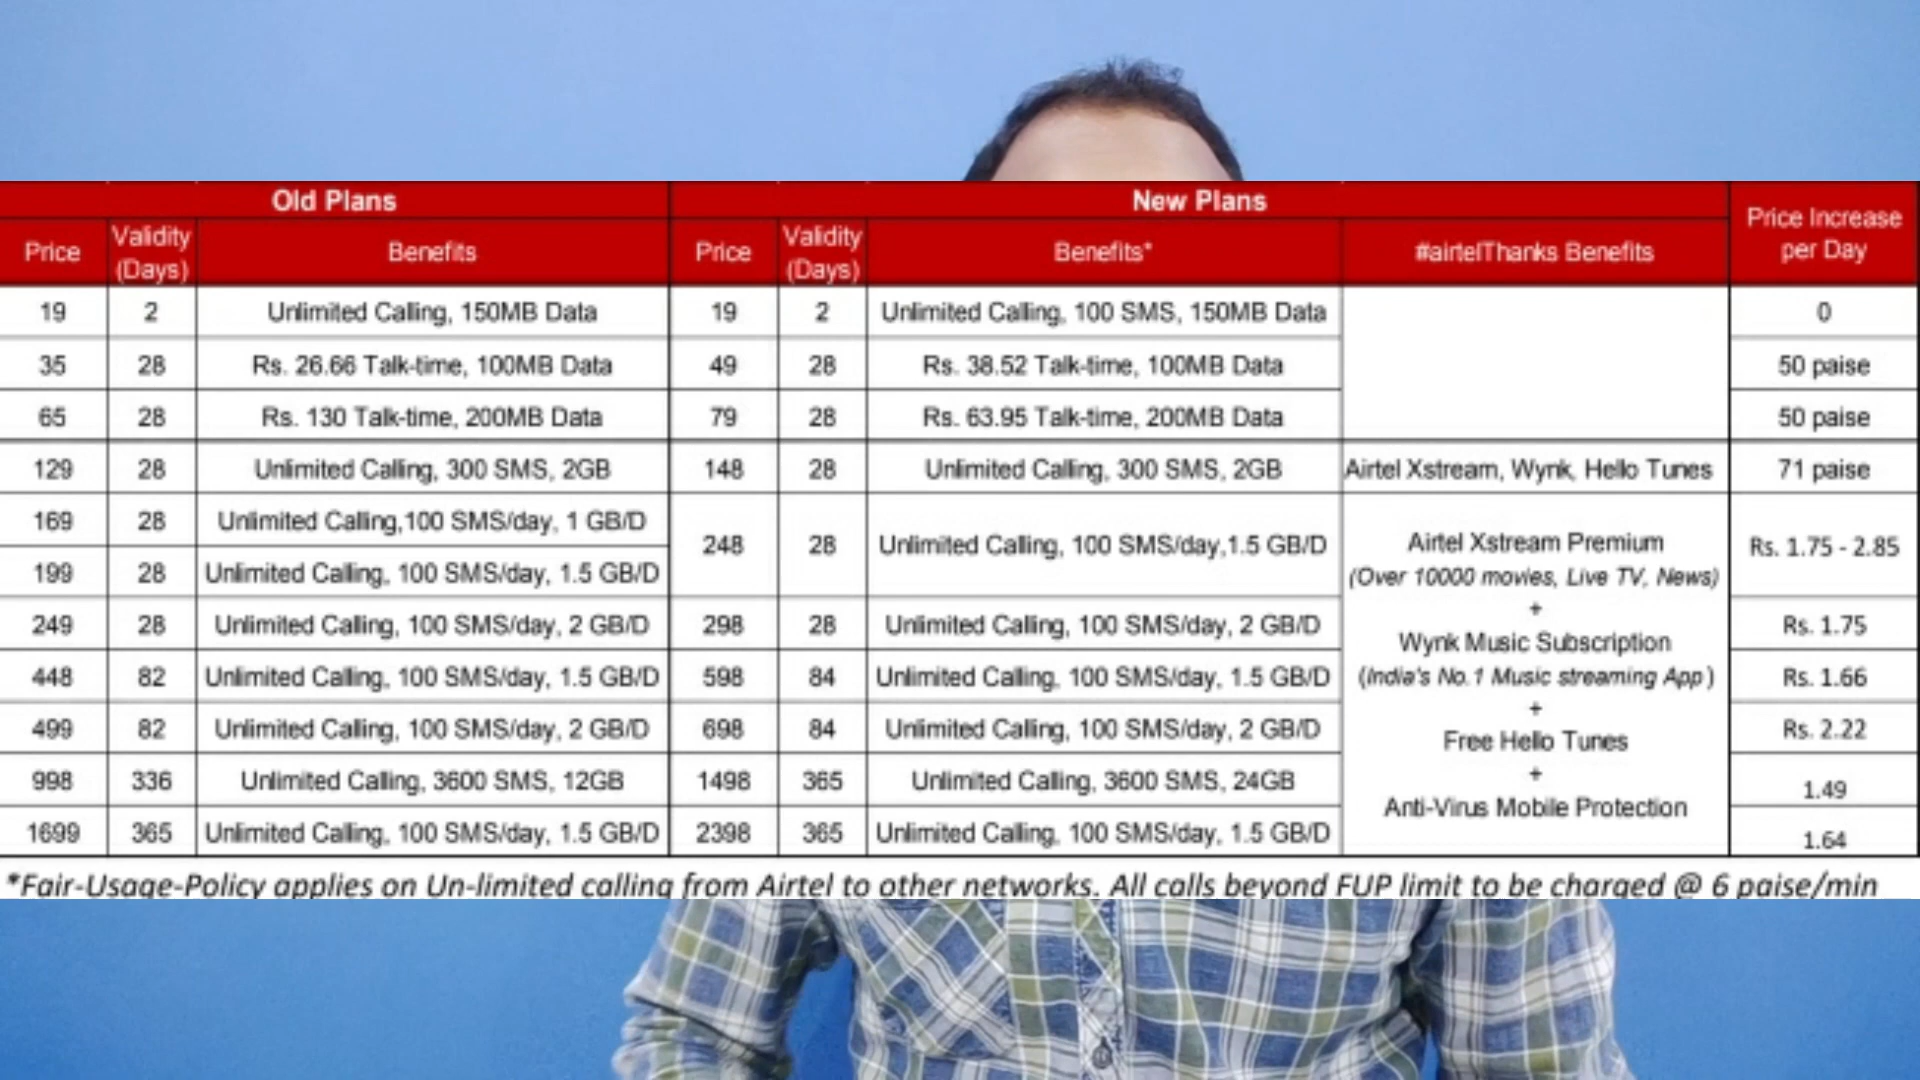 Old Plans New Plans Price Increase per Day
Price Validity (Days) Benefits Price Validity (Days) Benefits* #airtelThanks Benefits
19 2 Unlimited Calling, 150MB Data 19 2 Unlimited Calling, 100 SMS, 150MB Data 0
35 28 Rs. 26.66 Talk-time, 100MB Data 49 28 Rs. 38.52 Talk-time, 100MB Data 50 paise
65 28 Rs. 130 Talk-time, 200MB Data 79 28 Rs. 63.95 Talk-time, 200MB Data 50 paise
129 28 Unlimited Calling, 300 SMS, 2GB 148 28 Unlimited Calling, 300 SMS, 2GB Airtel Xstream, Wynk, Hello Tunes 71 paise
169 28 Unlimited Calling,100 SMS/day, 1 GB/D
248 28 Unlimited Calling, 100 SMS/day,1.5 GB/D Rs. 1.75 - 2.85
199 28 Unlimited Calling, 100 SMS/day, 1.5 GB/D
249 28 Unlimited Calling, 100 SMS/day, 2 GB/D 298 28 Unlimited Calling, 100 SMS/day, 2 GB/D Rs. 1.75
448 82 Unlimited Calling, 100 SMS/day, 1.5 GB/D 598 84 Unlimited Calling, 100 SMS/day, 1.5 GB/D Rs. 1.66
499 82 Unlimited Calling, 100 SMS/day, 2 GB/D 698 84 Unlimited Calling, 100 SMS/day, 2 GB/D Rs. 2.22
998 336 Unlimited Calling, 3600 SMS, 12GB 1498 365 Unlimited Calling, 3600 SMS, 24GB 1.49
1699 365 Unlimited Calling, 100 SMS/day, 1.5 GB/D 2398 365 Unlimited Calling, 100 SMS/day, 1.5 GB/D 1.64
Airtel Xstream Premium
(Over 10000 movies, Live TV, News)
+
Wynk Music Subscription
(India's No.1 Music streaming App)
+
Free Hello Tunes
+
Anti-Virus Mobile Protection
*Fair-Usage-Policy applies on Un-limited calling from Airtel to other networks. All calls beyond FUP limit to be charged @ 6 paise/min